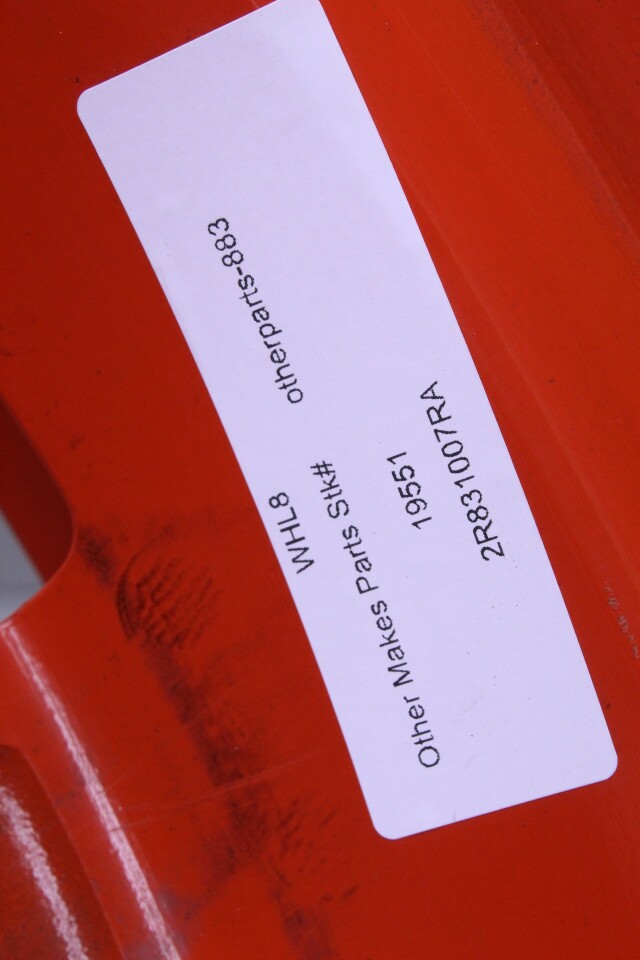 WHL8 otherparts-883
Other Makes Parts Stk#
19551
2R831007RA